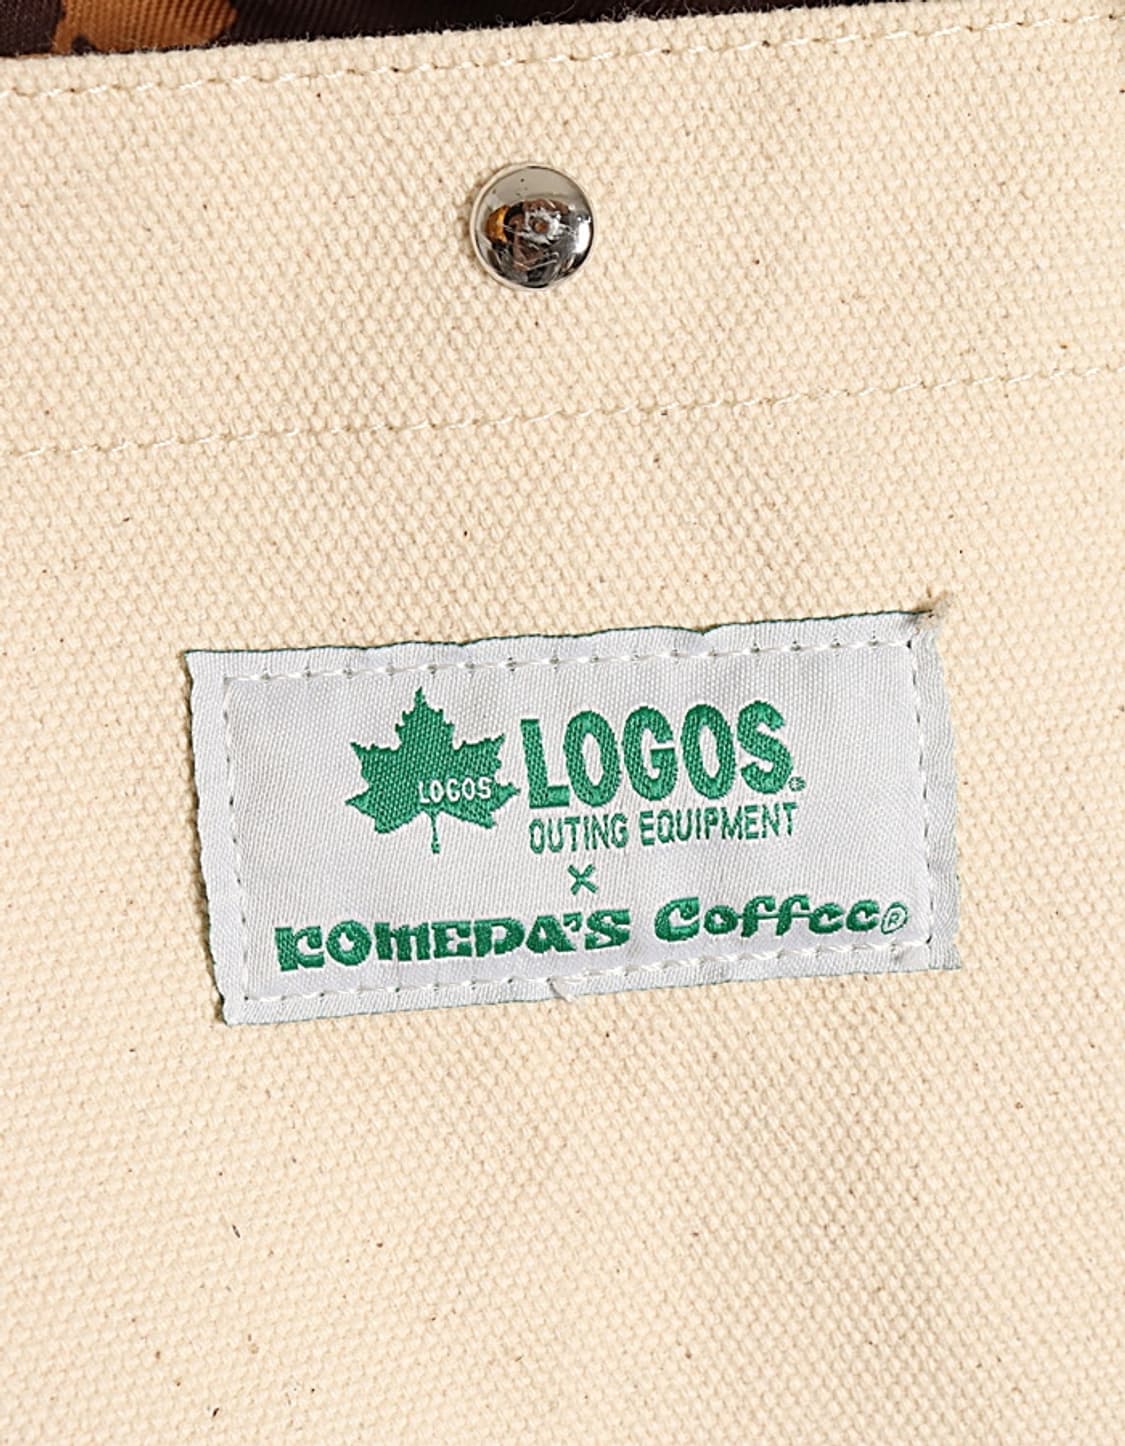 LOGOS
LOGOS®
OUTING EQUIPMENT
×
KOMEDA'S Coffee®